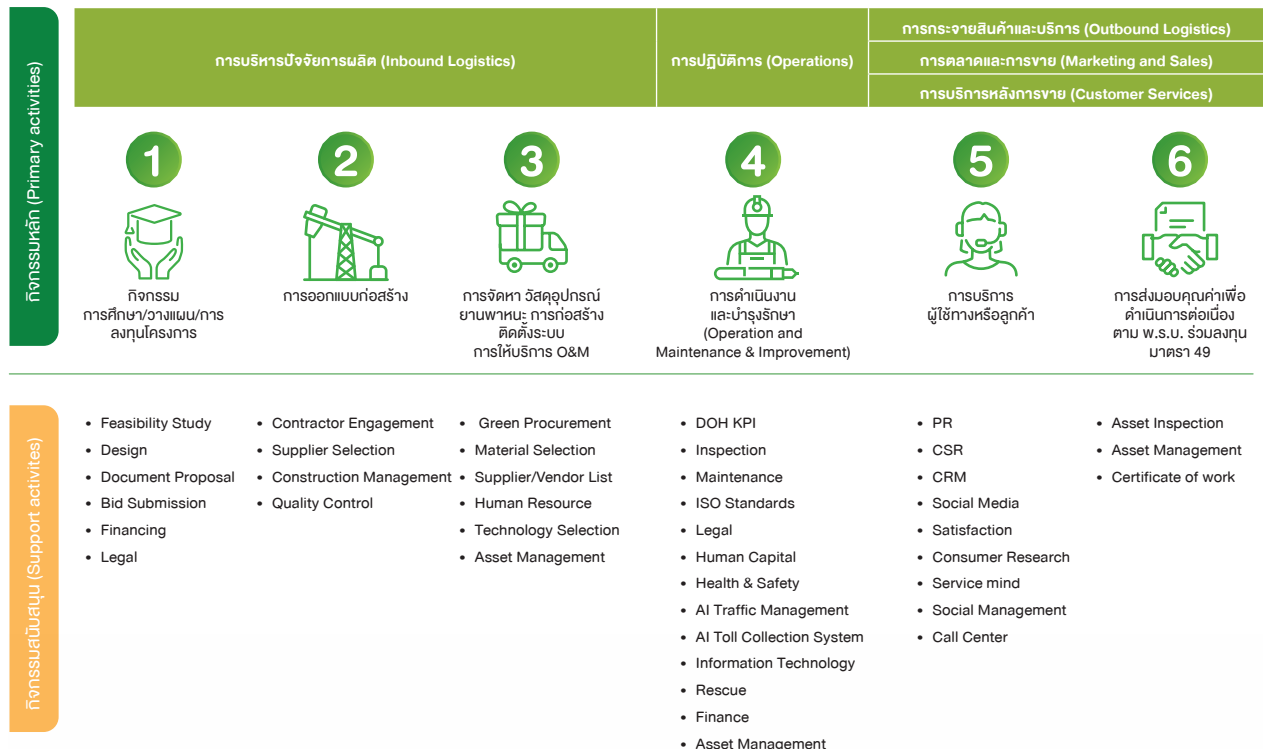 กิจกรรมหลัก (Primary activities)
การบริหารปัจจัยการผลิต (Inbound Logistics)
การปฏิบัติการ (Operations)
การกระจายสินค้าและบริการ (Outbound Logistics)
การตลาดและการขาย (Marketing and Sales)
การบริการหลังการขาย (Customer Services)
1
กิจกรรม
การศึกษา/วางแผน/การ
ลงทุนโครงการ
2
การออกแบบก่อสร้าง
3
การจัดหา วัสดุอุปกรณ์
ยานพาหนะ การก่อสร้าง
ติดตั้งระบบ
การให้บริการ O&M
4
การดำเนินงาน
และบำรุงรักษา
(Operation and
Maintenance & Improvement)
5
การบริการ
ผู้ใช้ทางหรือลูกค้า
6
การส่งมอบคุณค่าเพื่อ
ดำเนินการต่อเนื่อง
ตาม พ.ร.บ. ร่วมลงทุน
มาตรา 49
กิจกรรมสนับสนุน (Support activites)
• Feasibility Study
• Design
• Document Proposal
• Bid Submission
• Financing
• Legal
• Contractor Engagement
• Supplier Selection
• Construction Management
• Quality Control
• Green Procurement
• Material Selection
• Supplier/Vendor List
• Human Resource
• Technology Selection
• Asset Management
• DOH KPI
• Inspection
• Maintenance
• ISO Standards
• Legal
• Human Capital
• Health & Safety
• AI Traffic Management
• AI Toll Collection System
• Information Technology
• Rescue
• Finance
• Asset Management
• PR
• CSR
• CRM
• Social Media
• Satisfaction
• Consumer Research
• Service mind
• Social Management
• Call Center
• Asset Inspection
• Asset Management
• Certificate of work